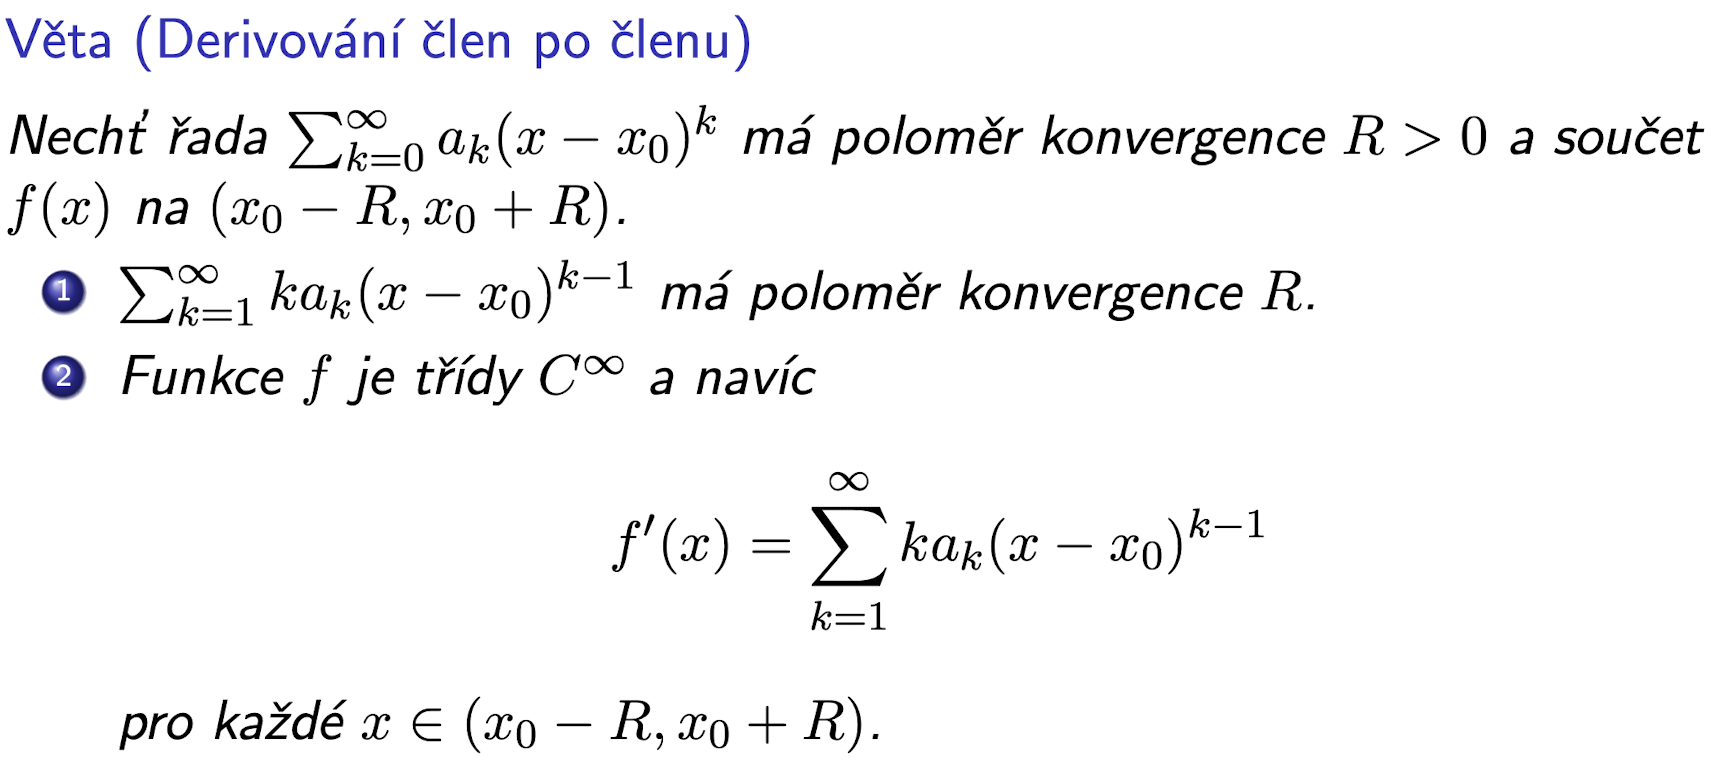 Věta (Derivování člen po členu)
Nechť řada $\sum_{k=0}^{\infty} a_k(x - x_0)^k$ má poloměr konvergence $R > 0$ a součet
$f(x)$ na $(x_0 - R, x_0 + R)$.
1 $\sum_{k=1}^{\infty} ka_k(x - x_0)^{k-1}$ má poloměr konvergence $R$.
2 Funkce $f$ je třídy $C^{\infty}$ a navíc
$f'(x) = \sum_{k=1}^{\infty} ka_k(x - x_0)^{k-1}$
pro každé $x \in (x_0 - R, x_0 + R)$.